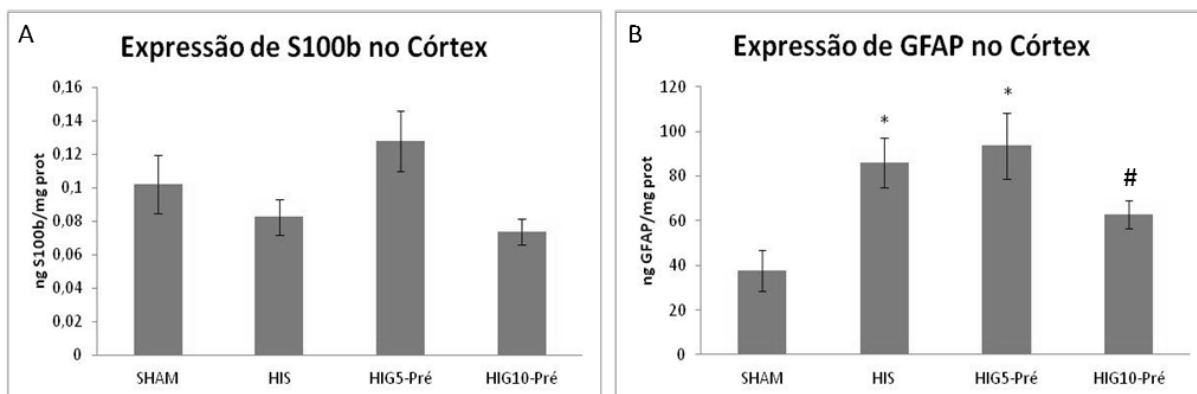 A
Expressão de S100b no Córtex
ng S100b/mg prot
0,16
0,14
0,12
0,1
0,08
0,06
0,04
0,02
0
SHAM HIS HIG5-Pré HIG10-Pré
B
Expressão de GFAP no Córtex
ng GFAP/mg prot
120
100
80
60
40
20
0
*
*
#
SHAM HIS HIG5-Pré HIG10-Pré